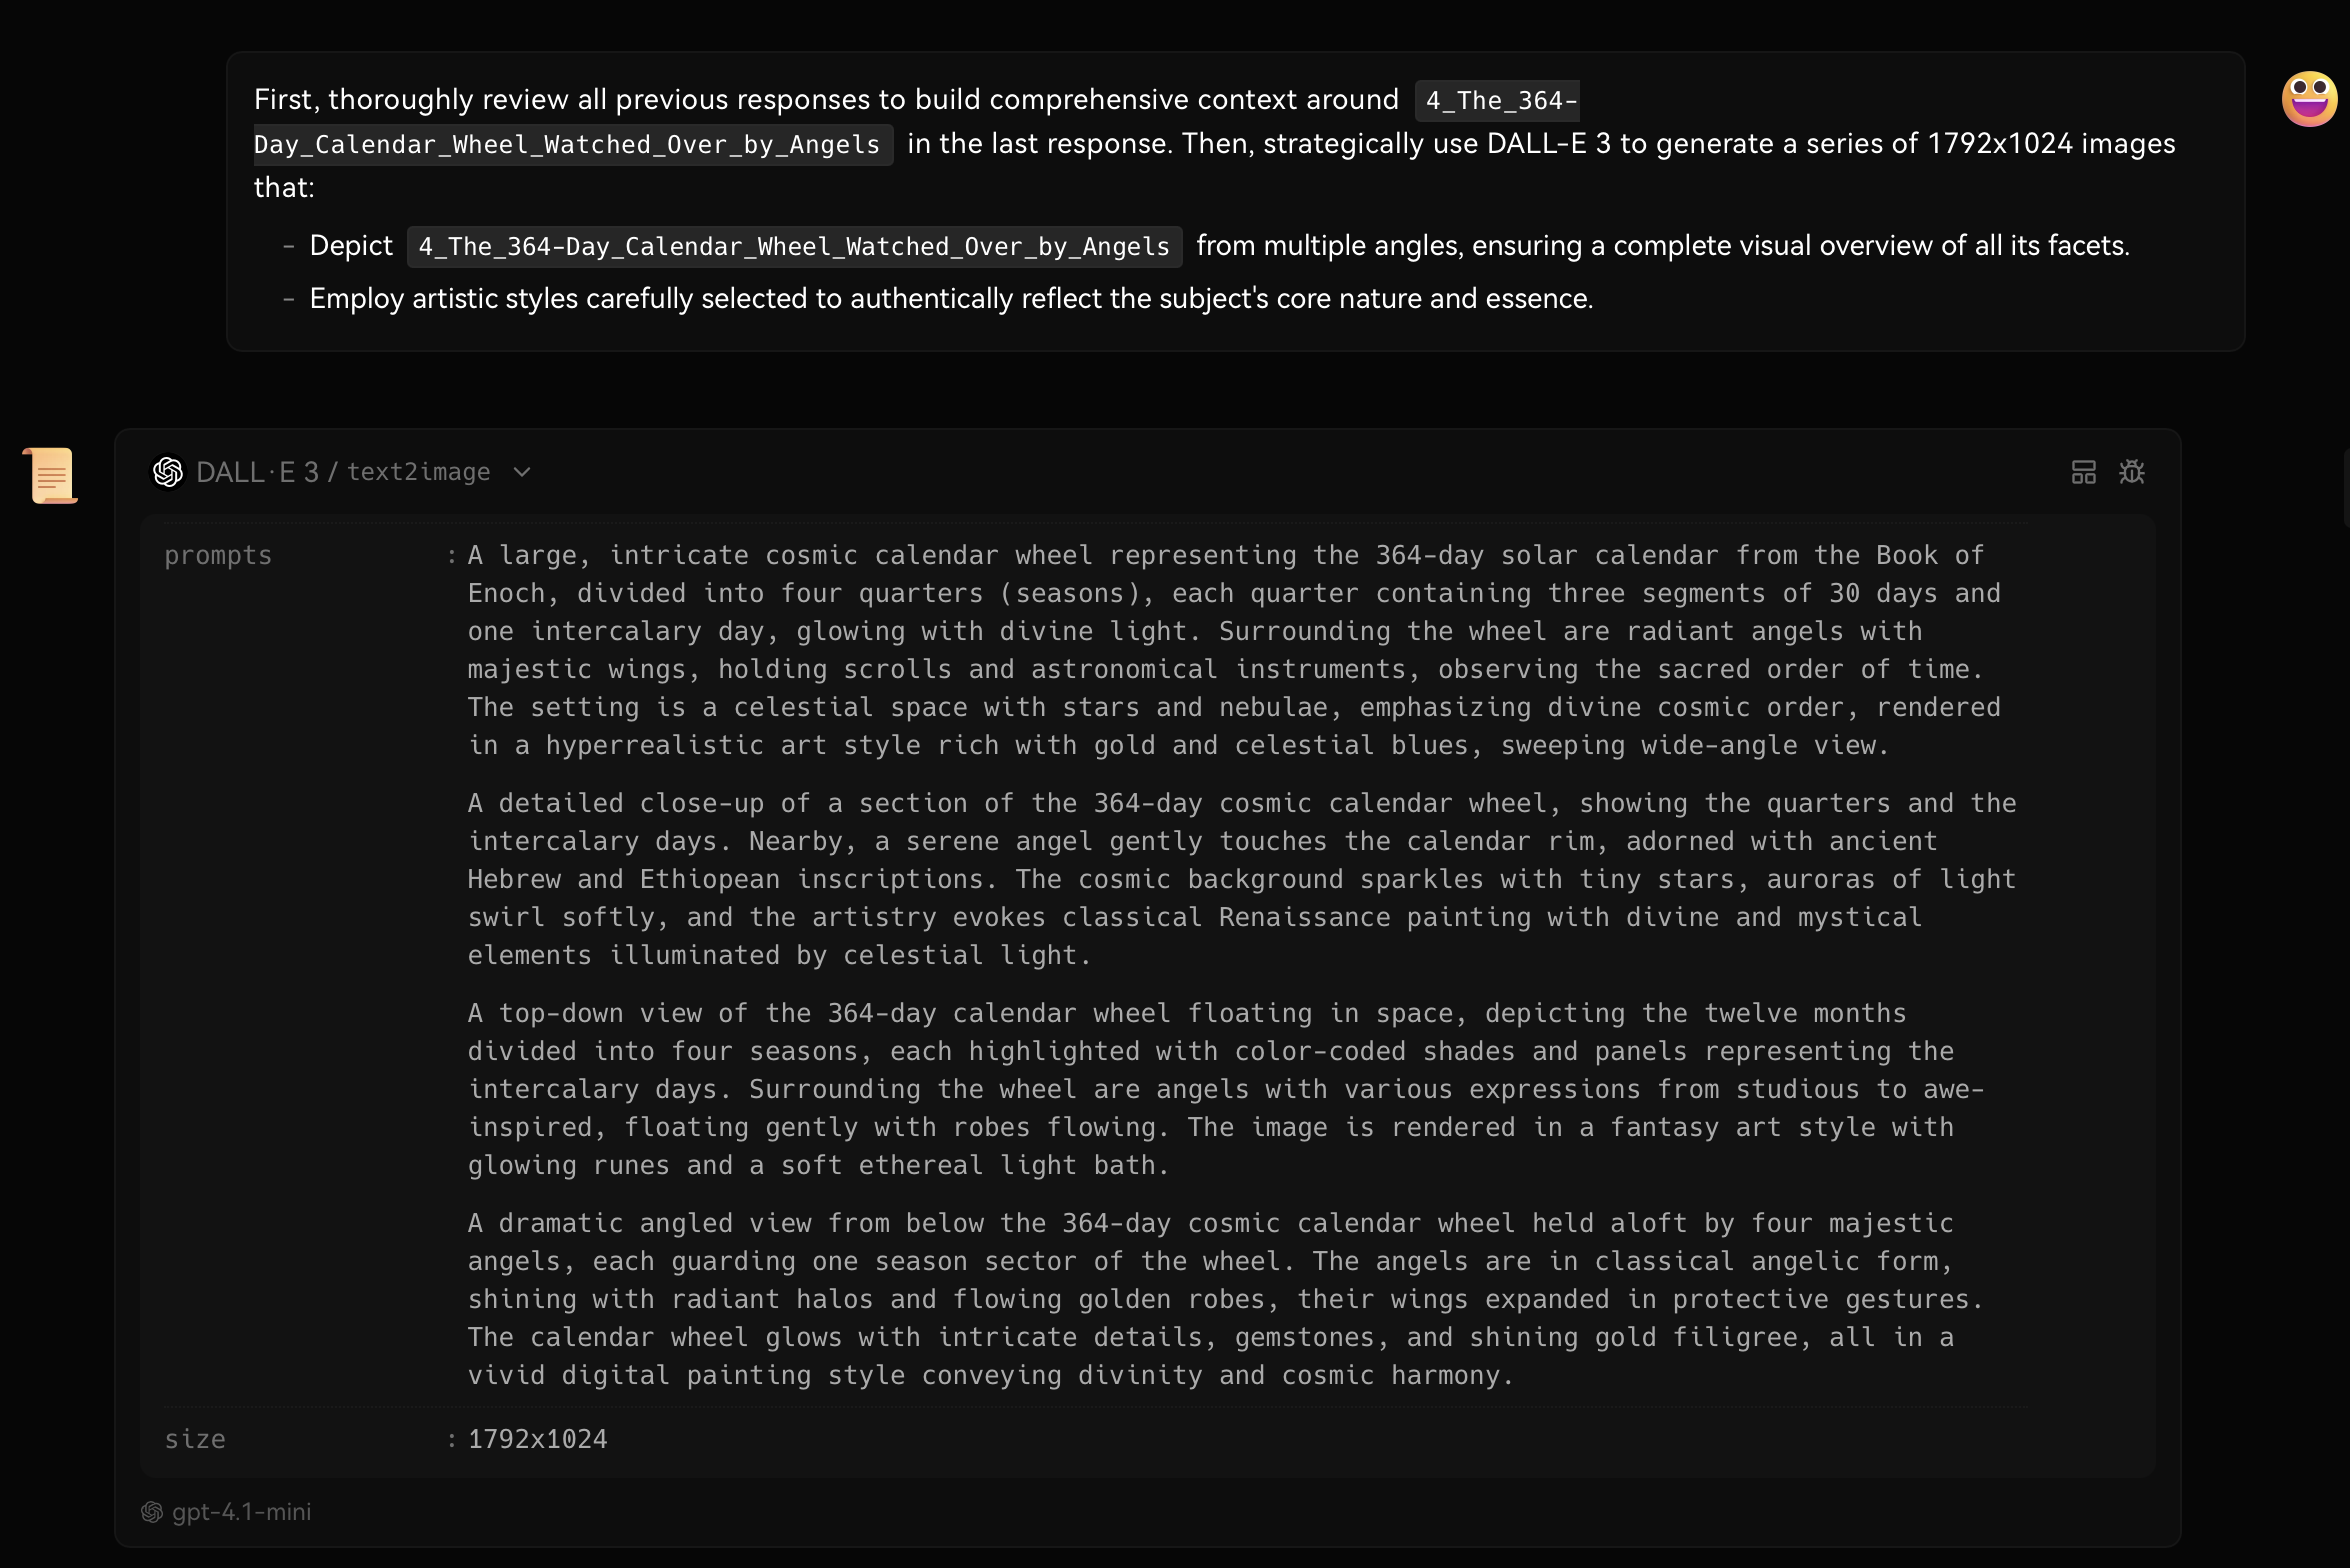 First, thoroughly review all previous responses to build comprehensive context around 4_The_364-
Day_Calendar_Wheel_Watched_Over_by_Angels in the last response. Then, strategically use DALL-E 3 to generate a series of 1792x1024 images
that:
- Depict 4_The_364-Day_Calendar_Wheel_Watched_Over_by_Angels from multiple angles, ensuring a complete visual overview of all its facets.
- Employ artistic styles carefully selected to authentically reflect the subject's core nature and essence.
DALL·E 3 / text2image
prompts : A large, intricate cosmic calendar wheel representing the 364-day solar calendar from the Book of
Enoch, divided into four quarters (seasons), each quarter containing three segments of 30 days and
one intercalary day, glowing with divine light. Surrounding the wheel are radiant angels with
majestic wings, holding scrolls and astronomical instruments, observing the sacred order of time.
The setting is a celestial space with stars and nebulae, emphasizing divine cosmic order, rendered
in a hyperrealistic art style rich with gold and celestial blues, sweeping wide-angle view.
A detailed close-up of a section of the 364-day cosmic calendar wheel, showing the quarters and the
intercalary days. Nearby, a serene angel gently touches the calendar rim, adorned with ancient
Hebrew and Ethiopean inscriptions. The cosmic background sparkles with tiny stars, auroras of light
swirl softly, and the artistry evokes classical Renaissance painting with divine and mystical
elements illuminated by celestial light.
A top-down view of the 364-day calendar wheel floating in space, depicting the twelve months
divided into four seasons, each highlighted with color-coded shades and panels representing the
intercalary days. Surrounding the wheel are angels with various expressions from studious to awe-
inspired, floating gently with robes flowing. The image is rendered in a fantasy art style with
glowing runes and a soft ethereal light bath.
A dramatic angled view from below the 364-day cosmic calendar wheel held aloft by four majestic
angels, each guarding one season sector of the wheel. The angels are in classical angelic form,
shining with radiant halos and flowing golden robes, their wings expanded in protective gestures.
The calendar wheel glows with intricate details, gemstones, and shining gold filigree, all in a
vivid digital painting style conveying divinity and cosmic harmony.
size : 1792x1024
gpt-4.1-mini